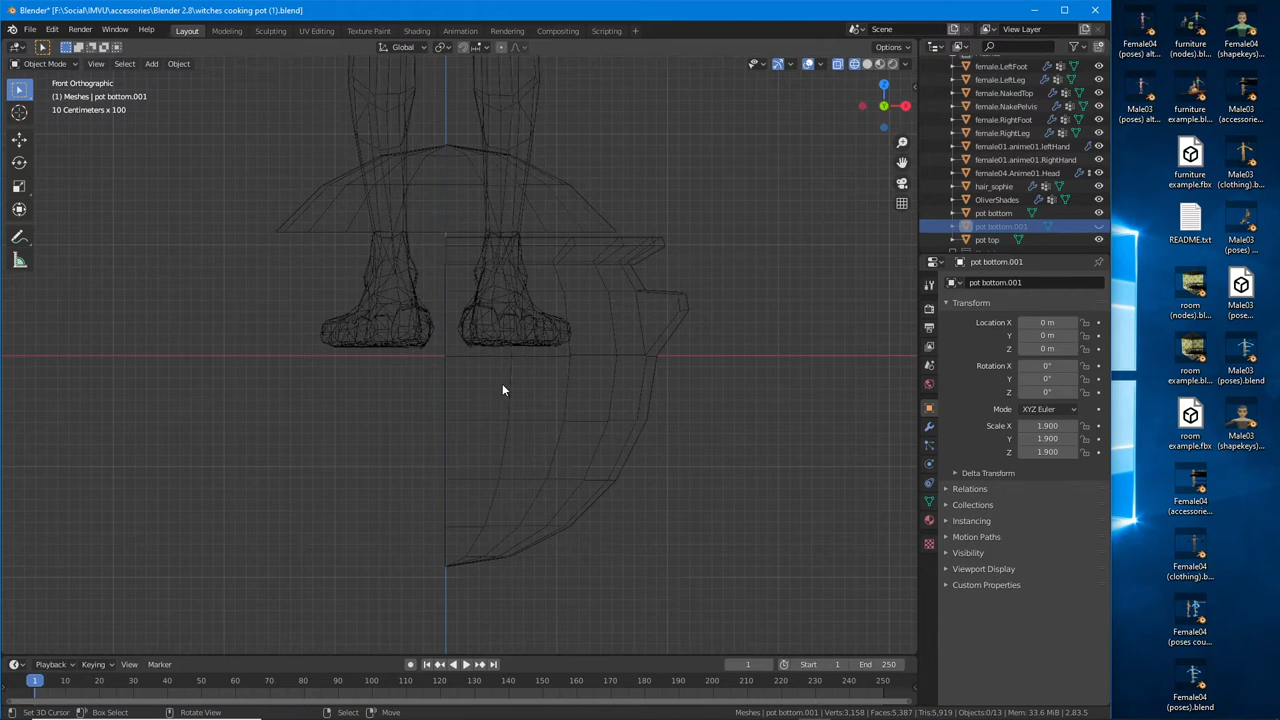 Blender* [F:\Social\IMVU\accessories\Blender 2.8\witches cooking pot (1).blend]
File Edit Render Window Help Layout Modeling Sculpting UV Editing Texture Paint Shading Animation Rendering Compositing Scripting + Scene View Layer
Global Options
Object Mode View Select Add Object
Front Orthographic
(1) Meshes | pot bottom.001
10 Centimeters x 100
Z
X
Y
female.LeftFoot
female.LeftLeg
female.NakedTop
female.NakePelvis
female.RightFoot
female.RightLeg
female01.anime01.leftHand
female01.anime01.RightHand
female04.Anime01.Head
hair_sophie
OliverShades
pot bottom
pot bottom.001
pot top
pot bottom.001
pot bottom.001
Transform
Location X 0 m
Y 0 m
Z 0 m
Rotation X 0°
Y 0°
Z 0°
Mode XYZ Euler
Scale X 1.900
Y 1.900
Z 1.900
Delta Transform
Relations
Collections
Instancing
Motion Paths
Visibility
Viewport Display
Custom Properties
Playback Keying View Marker 1 Start 1 End 250
1 10 20 30 40 50 60 70 80 90 100 110 120 130 140 150 160 170 180 190 200 210 220 230 240 250
Set 3D Cursor Box Select Rotate View Select Move Meshes | pot bottom.001 | Verts:3,158 | Faces:5,387 | Tris:5,919 | Objects:0/13 | Mem: 33.6 MiB | 2.83.5
Female04 (poses) alt...
furniture (nodes).bl...
Female04 (shapekeys)...
Male03 (poses) alt...
furniture example.bl...
Male03 (accessorie...
furniture example.fbx
Male03 (clothing).bl...
README.txt
Male03 (poses cou...
room (nodes).bl...
Male03 (poses)...
room example.bl...
Male03 (poses).blend
room example.fbx
Male03 (shapekeys)...
Female04 (accessorie...
Female04 (clothing).b...
Female04 (poses cou...
Female04 (poses).blend